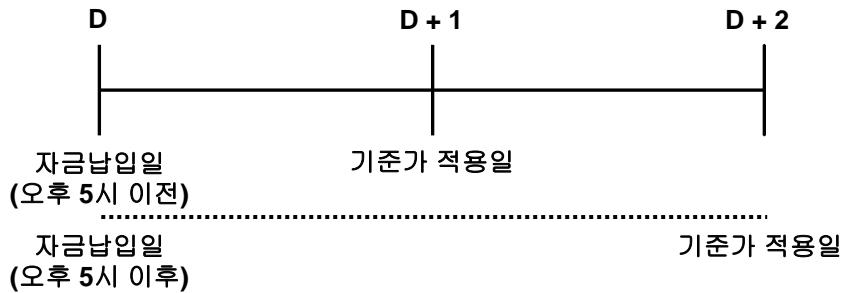 D D + 1 D + 2
자금납입일 기준가 적용일
(오후 5시 이전)
자금납입일 기준가 적용일
(오후 5시 이후)